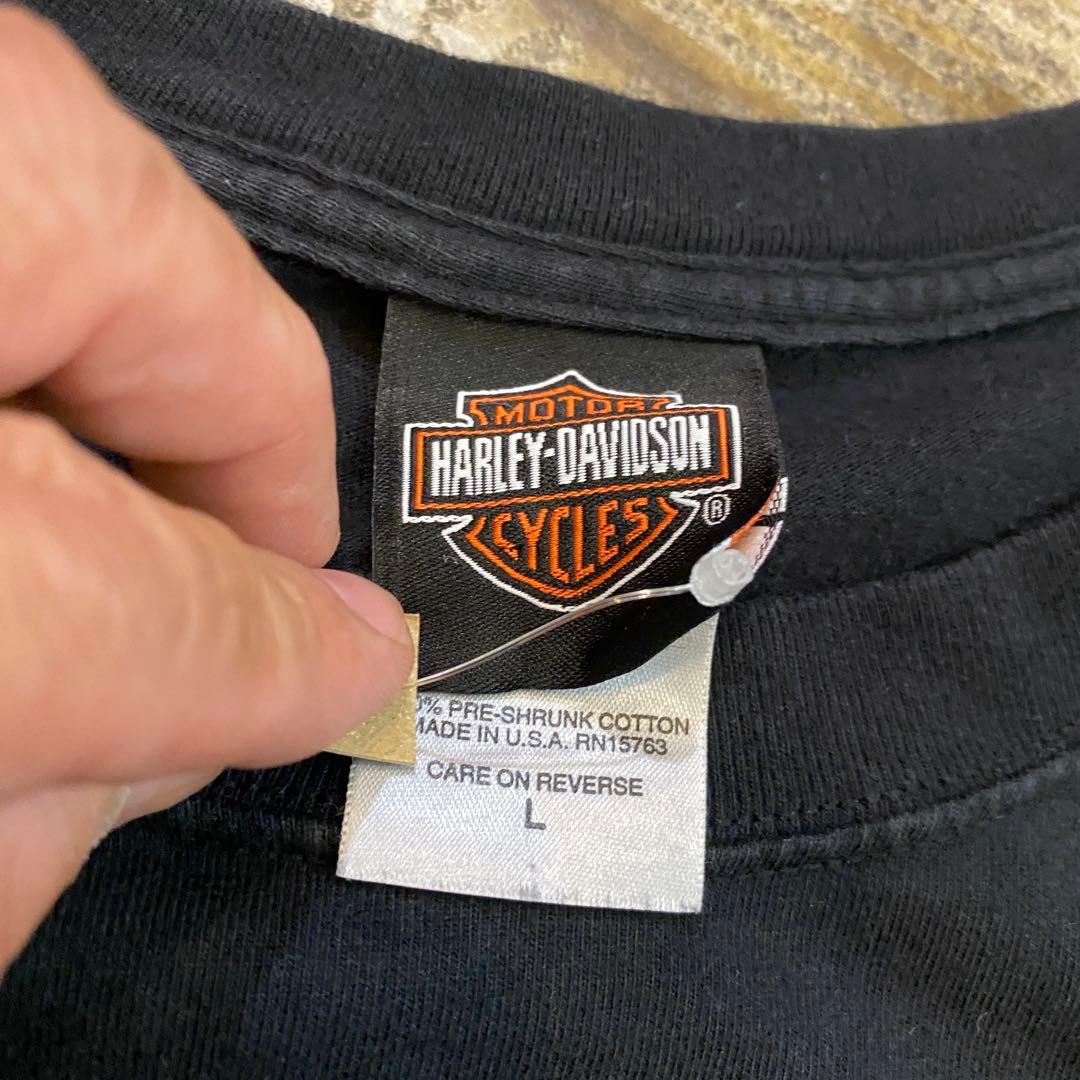 MOTOR
HARLEY-DAVIDSON
CYCLES
®
% PRE-SHRUNK COTTON
MADE IN U.S.A. RN15763
CARE ON REVERSE
L